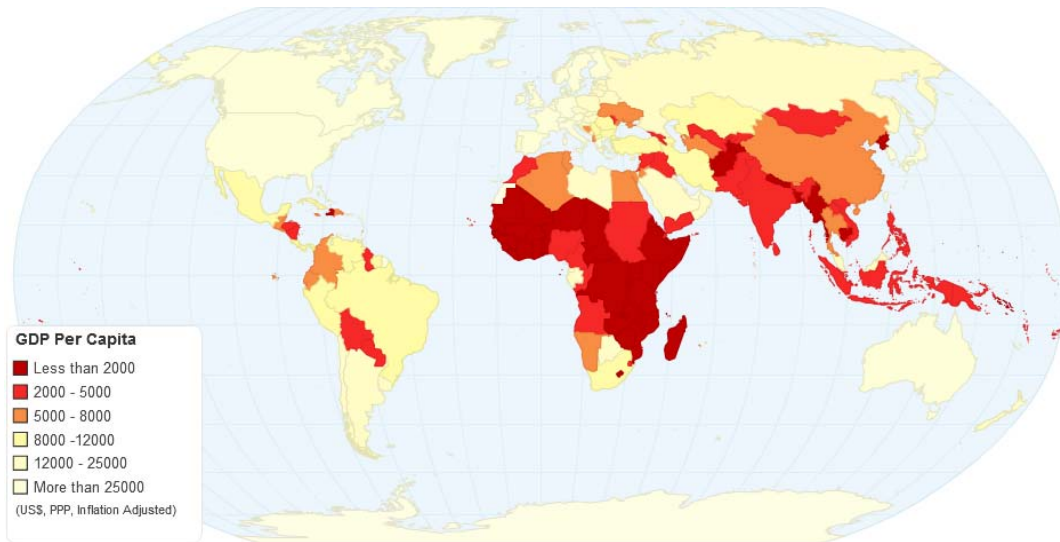 GDP Per Capita
Less than 2000
2000 - 5000
5000 - 8000
8000 -12000
12000 - 25000
More than 25000
(US$, PPP, Inflation Adjusted)